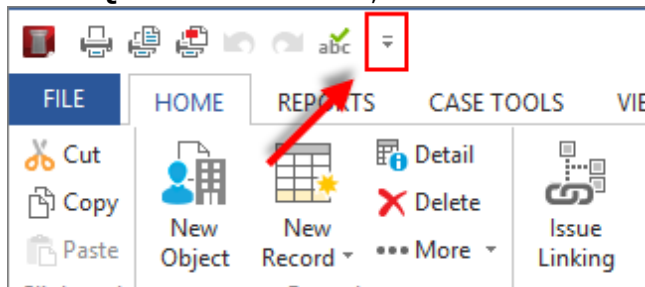 abc
FILE HOME REPORTS CASE TOOLS
Cut
Copy
Paste
New
Object
New
Record
Detail
Delete
More
Issue
Linking